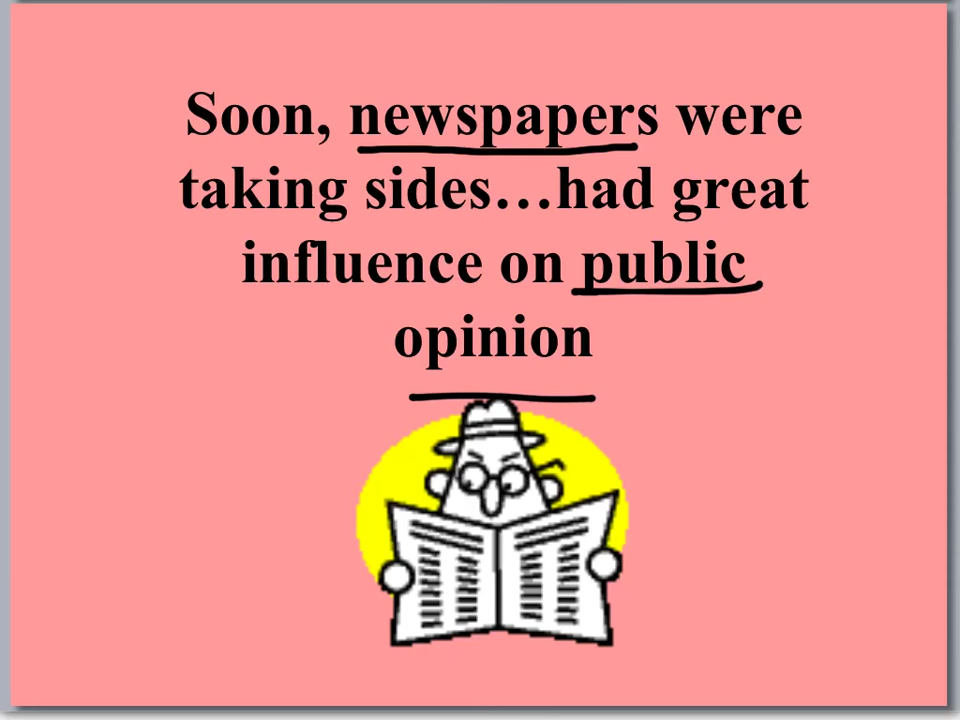 Soon, newspapers were
taking sides…had great
influence on public
opinion